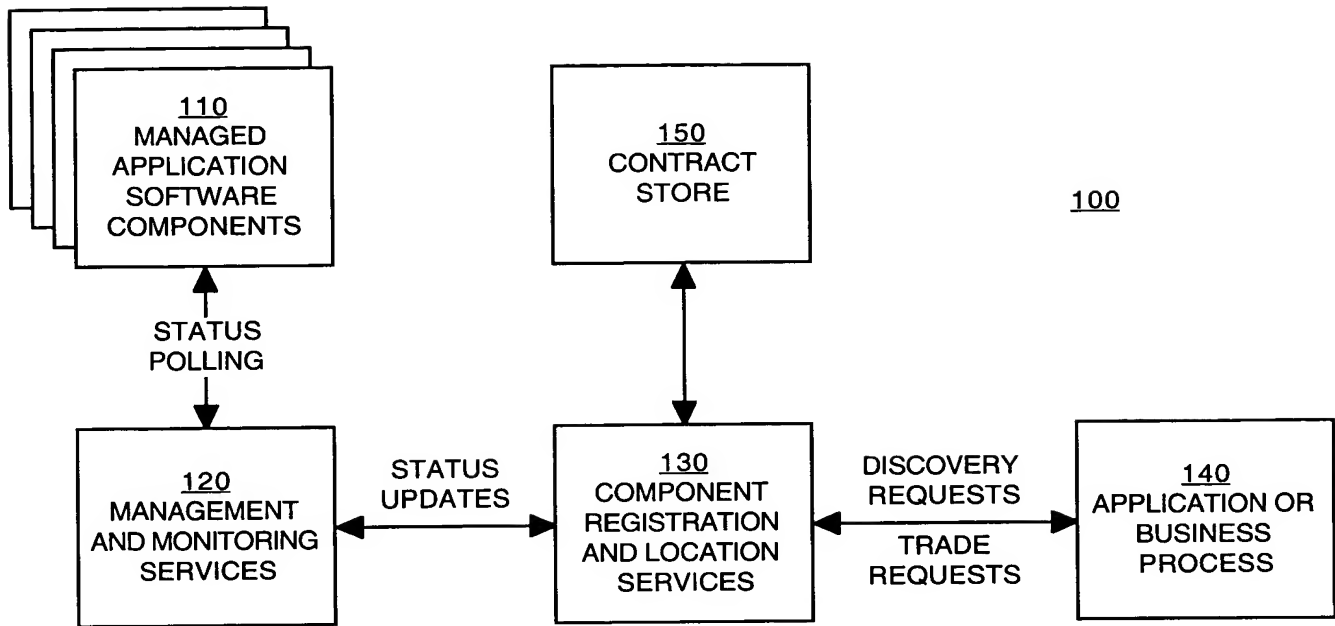 110
MANAGED
APPLICATION
SOFTWARE
COMPONENTS
150
CONTRACT
STORE
100
STATUS
POLLING
120
MANAGEMENT
AND MONITORING
SERVICES
STATUS
UPDATES
130
COMPONENT
REGISTRATION
AND LOCATION
SERVICES
DISCOVERY
REQUESTS
TRADE
REQUESTS
140
APPLICATION OR
BUSINESS
PROCESS